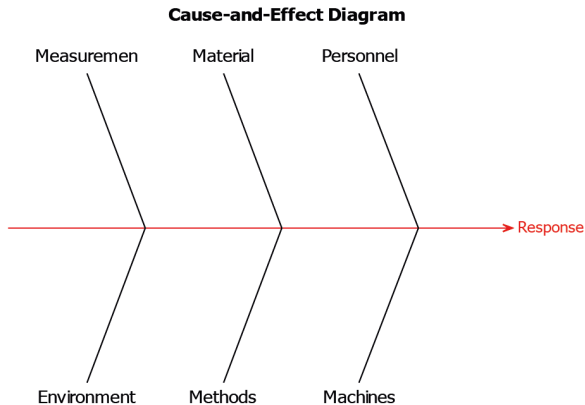 Cause-and-Effect Diagram
Measuremen
Material
Personnel
Response
Environment
Methods
Machines